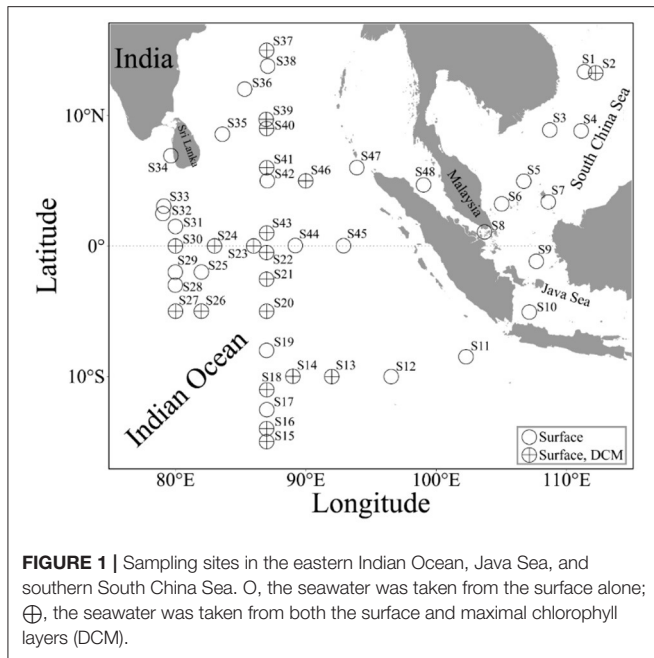 India
Sri Lanka
Malaysia
South China Sea
Java Sea
Indian Ocean
S37
S38
S36
S39
S40
S35
S34
S41
S42
S46
S47
S48
S1
S2
S3
S4
S5
S6
S7
S8
S9
S10
S33
S32
S31
S30
S24
S23
S43
S44
S45
S22
S29
S25
S28
S21
S27
S26
S20
S19
S18
S14
S13
S12
S11
S17
S16
S15
10°N
0°
10°S
Latitude
Surface
Surface, DCM
80°E 90°E 100°E 110°E
Longitude
FIGURE 1 | Sampling sites in the eastern Indian Ocean, Java Sea, and
southern South China Sea. O, the seawater was taken from the surface alone;
⊕, the seawater was taken from both the surface and maximal chlorophyll
layers (DCM).